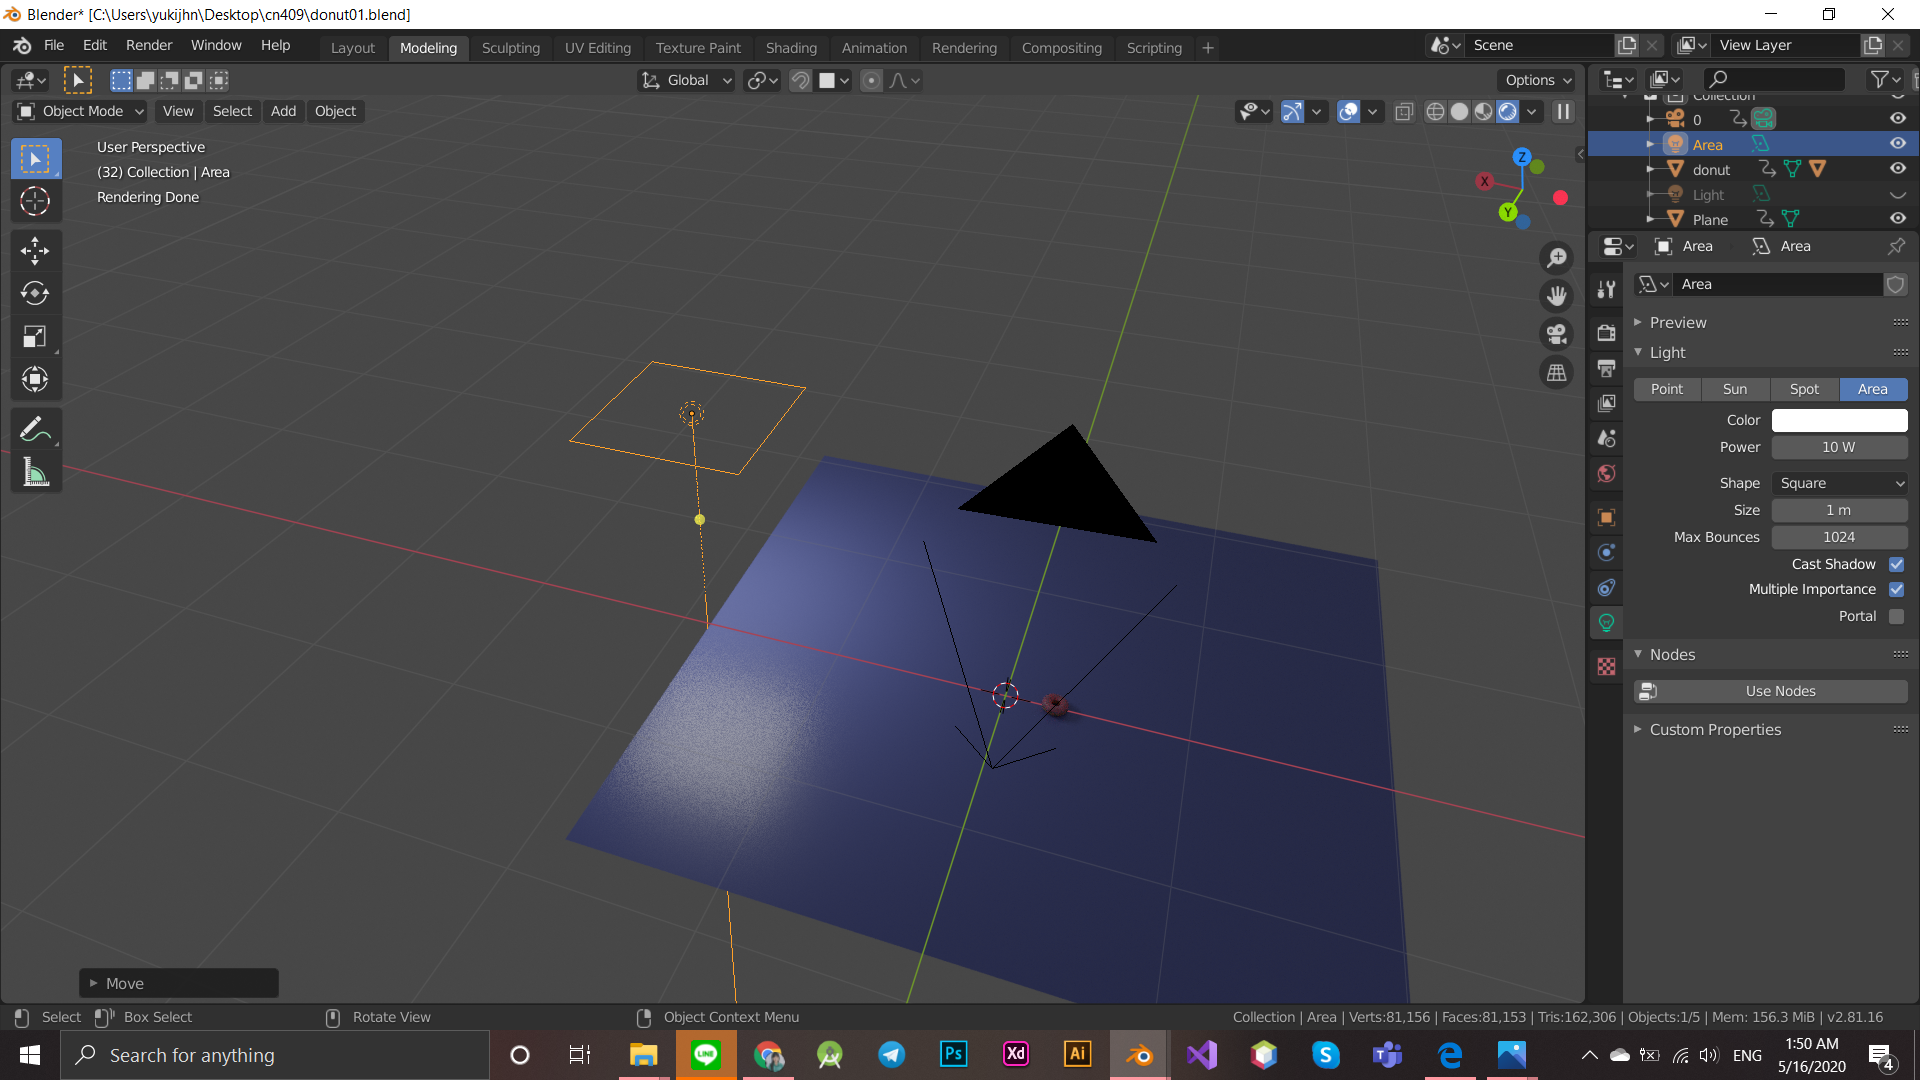 Blender* [C:\Users\yukijhn\Desktop\cn409\donut01.blend]
File Edit Render Window Help
Layout Modeling Sculpting UV Editing Texture Paint Shading Animation Rendering Compositing Scripting +
Scene
View Layer
Global
Options
Object Mode View Select Add Object
User Perspective
(32) Collection | Area
Rendering Done
Z
X
Y
Collection
0
Area
donut
Light
Plane
Area Area
Area
Preview
Light
Point Sun Spot Area
Color
Power 10 W
Shape Square
Size 1 m
Max Bounces 1024
Cast Shadow
Multiple Importance
Portal
Nodes
Use Nodes
Custom Properties
Move
Select Box Select Rotate View Object Context Menu
Collection | Area | Verts:81,156 | Faces:81,153 | Tris:162,306 | Objects:1/5 | Mem: 156.3 MiB | v2.81.16
Search for anything
LINE
Ps
Xd
Ai
ENG
1:50 AM
5/16/2020
4